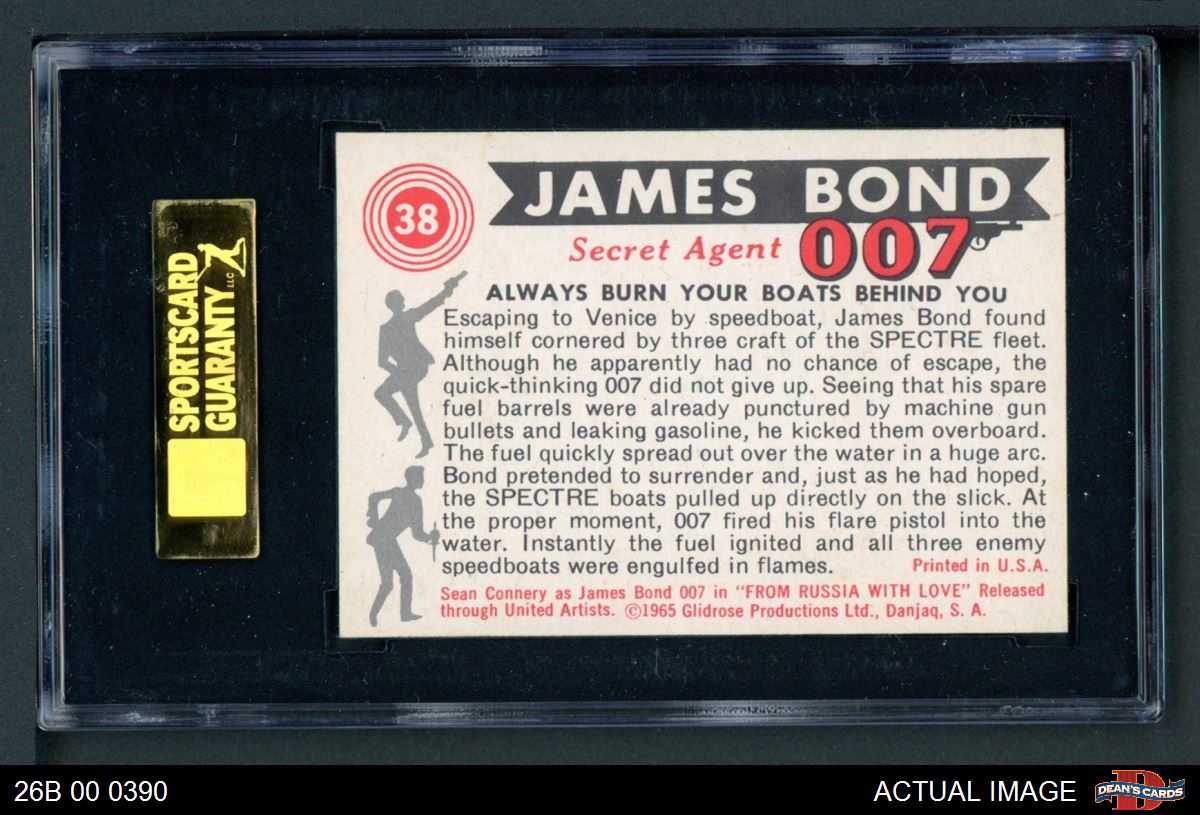 SPORTSCARD
GUARANTY LLC
38
JAMES BOND
Secret Agent 007
ALWAYS BURN YOUR BOATS BEHIND YOU
Escaping to Venice by speedboat, James Bond found
himself cornered by three craft of the SPECTRE fleet.
Although he apparently had no chance of escape, the
quick-thinking 007 did not give up. Seeing that his spare
fuel barrels were already punctured by machine gun
bullets and leaking gasoline, he kicked them overboard.
The fuel quickly spread out over the water in a huge arc.
Bond pretended to surrender and, just as he had hoped,
the SPECTRE boats pulled up directly on the slick. At
the proper moment, 007 fired his flare pistol into the
water. Instantly the fuel ignited and all three enemy
speedboats were engulfed in flames.
Printed in U.S.A.
Sean Connery as James Bond 007 in "FROM RUSSIA WITH LOVE" Released
through United Artists. ©1965 Glidrose Productions Ltd., Danjaq, S. A.
26B 00 0390
ACTUAL IMAGE
D
DEAN'S CARDS